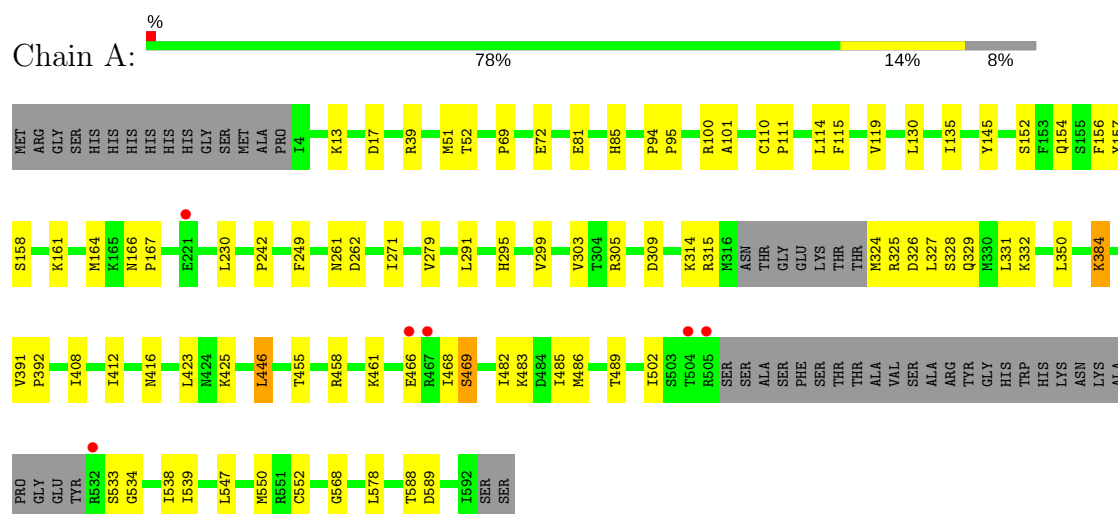 %
Chain A:
78% 14% 8%
MET ARG GLY SER HIS HIS HIS HIS HIS HIS GLY SER MET ALA PRO I4 K13 D17 R39 M51 T52 P69 E72 E81 H85 P94 P95 R100 A101 C110 P111 L114 F115 V119 L130 I135 Y145 S152 F153 Q154 S155 F156 Y157
S158 K161 M164 K165 N166 P167 E221 L230 P242 F249 N261 D262 I271 V279 L291 H295 V299 V303 T304 R305 D309 K314 R315 M316 ASN THR GLY GLU LYS THR THR M324 R325 D326 L327 S328 Q329 M330 L331 K332 L350 K384
V391 P392 I408 I412 N416 L423 N424 K425 L446 T455 R458 K461 E466 R467 I468 S469 I482 K483 D484 I485 M486 T489 I502 S503 T504 R505 SER SER ALA SER PHE SER THR THR ALA VAL SER ALA ARG TYR GLY HIS TRP HIS LYS ASN LYS ALA
PRO GLY GLU TYR R532 S533 G534 I538 I539 L547 M550 R551 C552 G568 L578 T588 D589 I592 SER SER